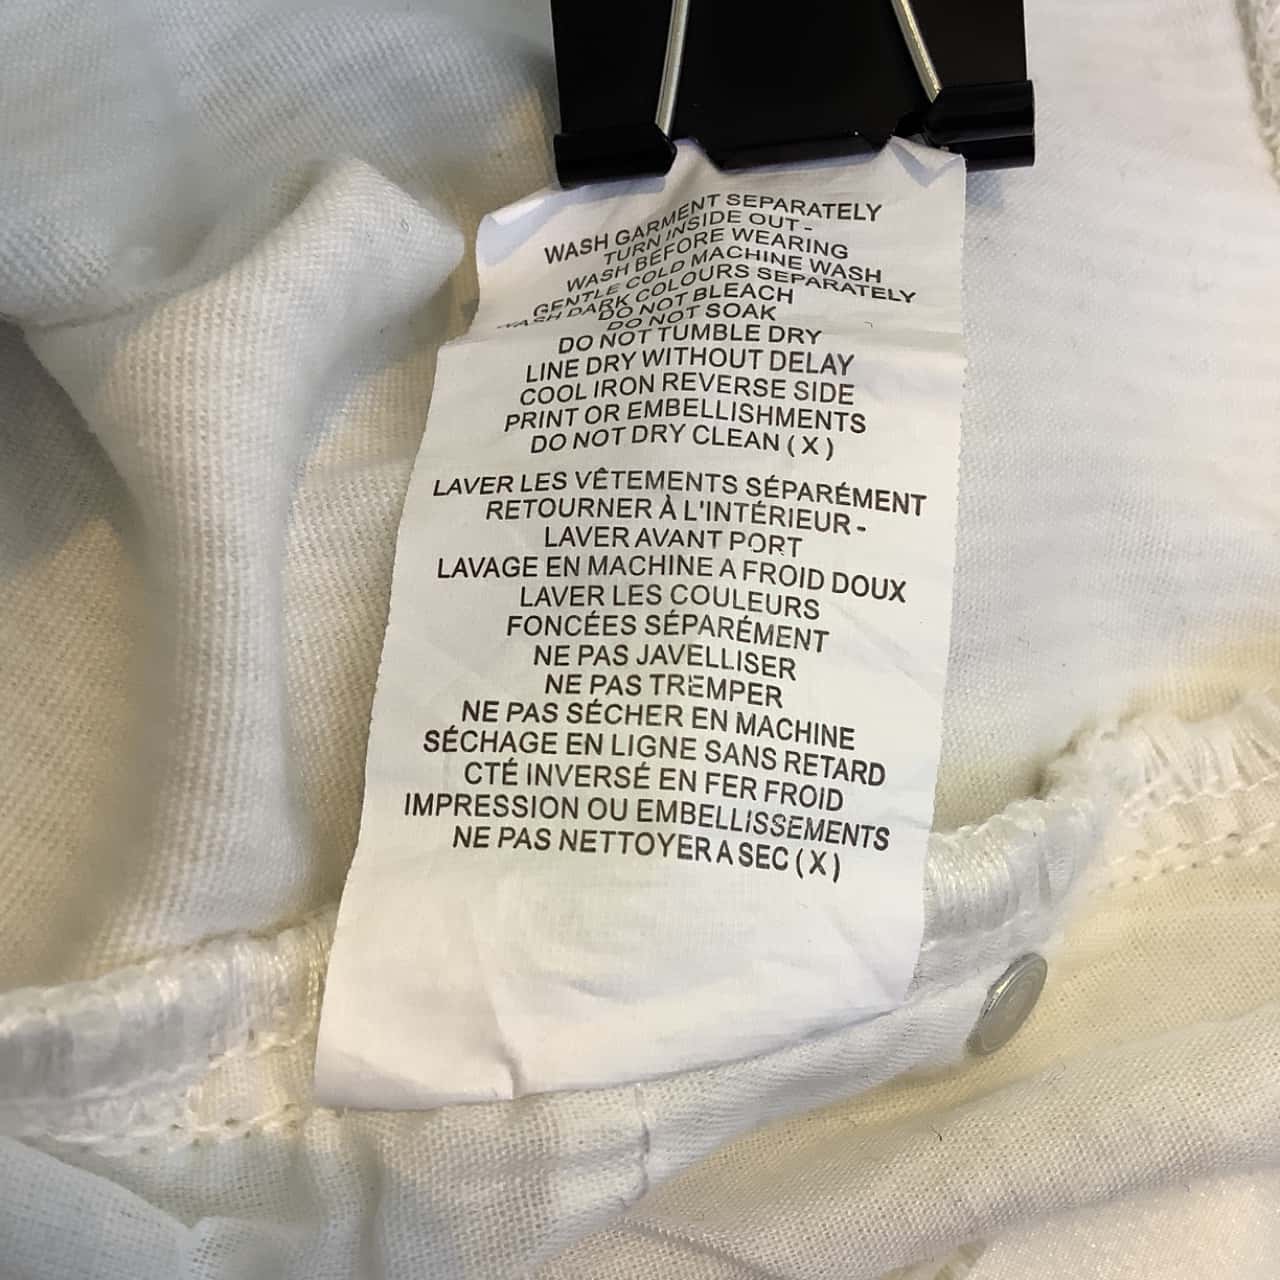 WASH GARMENT SEPARATELY
TURN INSIDE OUT -
WASH BEFORE WEARING
GENTLE COLD MACHINE WASH
WASH DARK COLOURS SEPARATELY
DO NOT BLEACH
DO NOT SOAK
DO NOT TUMBLE DRY
LINE DRY WITHOUT DELAY
COOL IRON REVERSE SIDE
PRINT OR EMBELLISHMENTS
DO NOT DRY CLEAN ( X )
LAVER LES VÊTEMENTS SÉPARÉMENT
RETOURNER À L'INTÉRIEUR -
LAVER AVANT PORT
LAVAGE EN MACHINE A FROID DOUX
LAVER LES COULEURS
FONCÉES SÉPARÉMENT
NE PAS JAVELLISER
NE PAS TREMPER
NE PAS SÉCHER EN MACHINE
SÉCHAGE EN LIGNE SANS RETARD
CTÉ INVERSÉ EN FER FROID
IMPRESSION OU EMBELLISSEMENTS
NE PAS NETTOYER A SEC ( X )